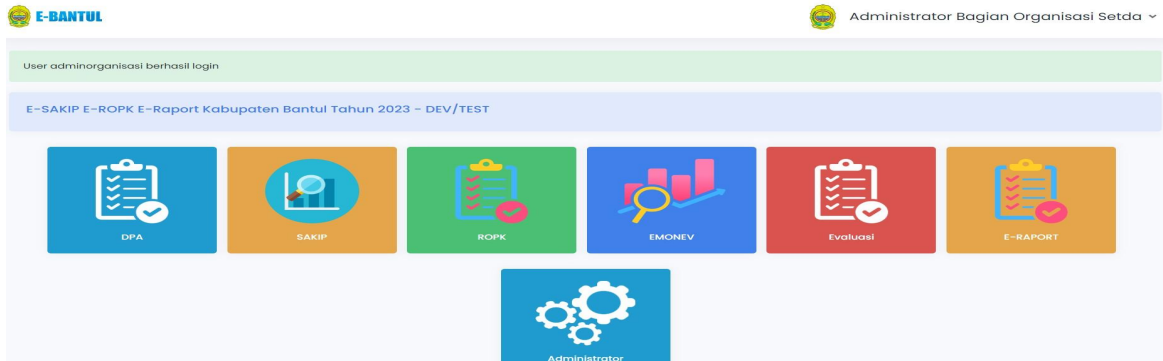 E-BANTUL
Administrator Bagian Organisasi Setda
User adminorganisasi berhasil login
E-SAKIP E-ROPK E-Raport Kabupaten Bantul Tahun 2023 - DEV/TEST
DPA
SAKIP
ROPK
EMONEV
Evaluasi
E-RAPORT
Administrator